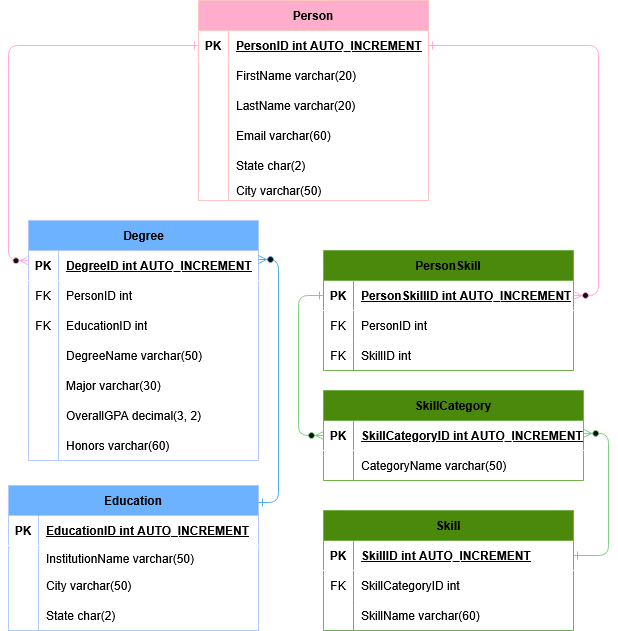 Person
PK PersonID int AUTO_INCREMENT
FirstName varchar(20)
LastName varchar(20)
Email varchar(60)
State char(2)
City varchar(50)
Degree
PK DegreeID int AUTO_INCREMENT
FK PersonID int
FK EducationID int
DegreeName varchar(50)
Major varchar(30)
OverallGPA decimal(3, 2)
Honors varchar(60)
Education
PK EducationID int AUTO_INCREMENT
InstitutionName varchar(50)
City varchar(50)
State char(2)
PersonSkill
PK PersonSkillID int AUTO_INCREMENT
FK PersonID int
FK SkillID int
SkillCategory
PK SkillCategoryID int AUTO_INCREMENT
CategoryName varchar(50)
Skill
PK SkillID int AUTO_INCREMENT
FK SkillCategoryID int
SkillName varchar(60)